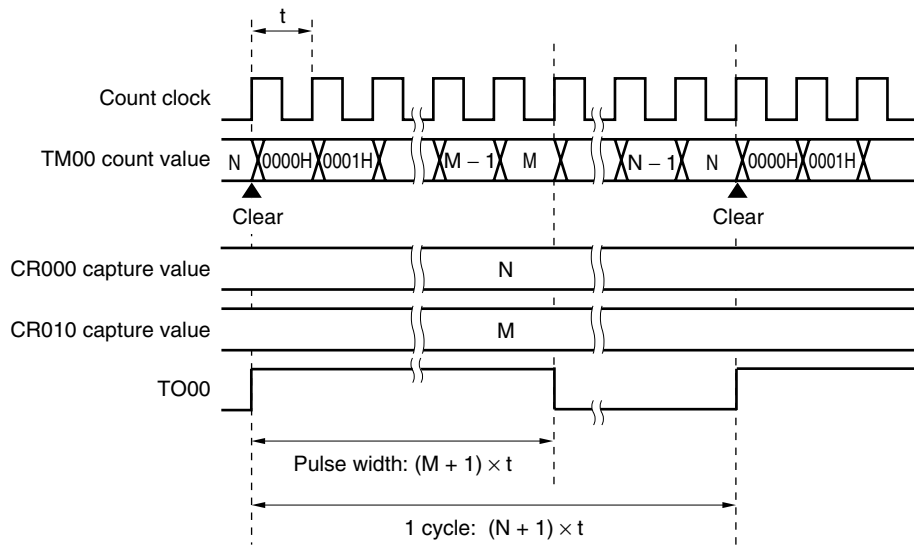 t
Count clock
TM00 count value N 0000H 0001H M – 1 M N – 1 N 0000H 0001H
Clear Clear
CR000 capture value N
CR010 capture value M
TO00
Pulse width: (M + 1) × t
1 cycle: (N + 1) × t